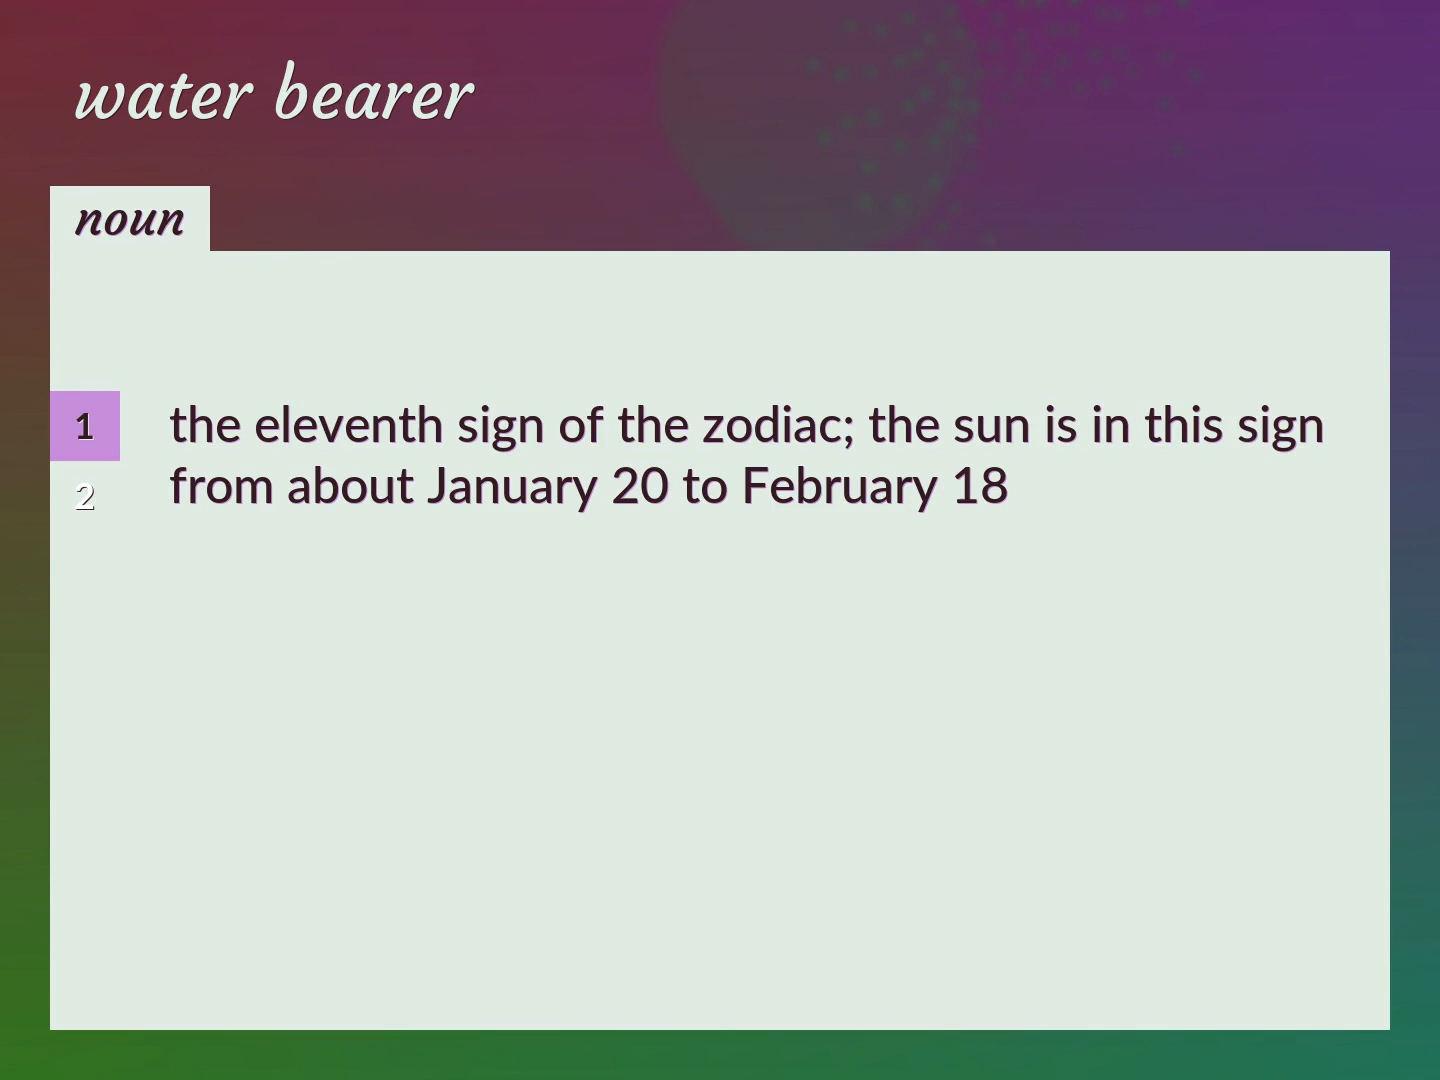 water bearer
noun
1 the eleventh sign of the zodiac; the sun is in this sign
from about January 20 to February 18
2